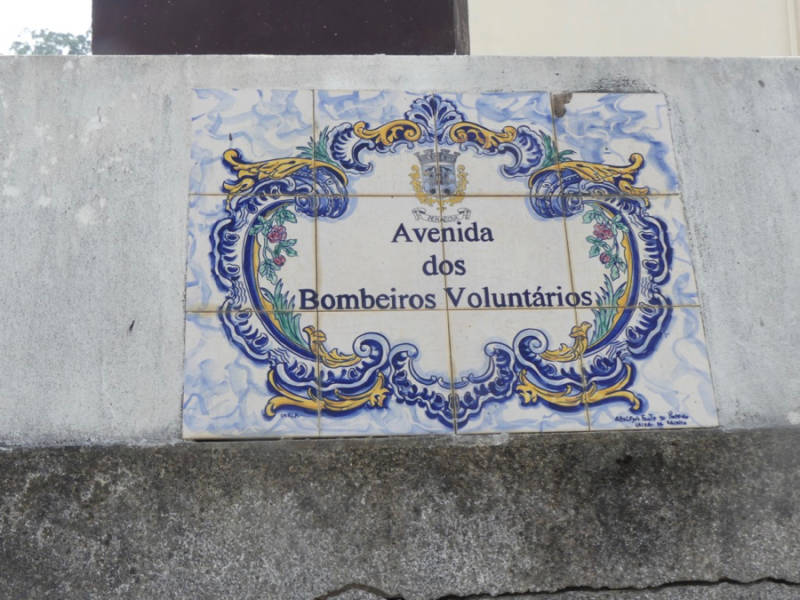 Avenida
dos
Bombeiros Voluntários